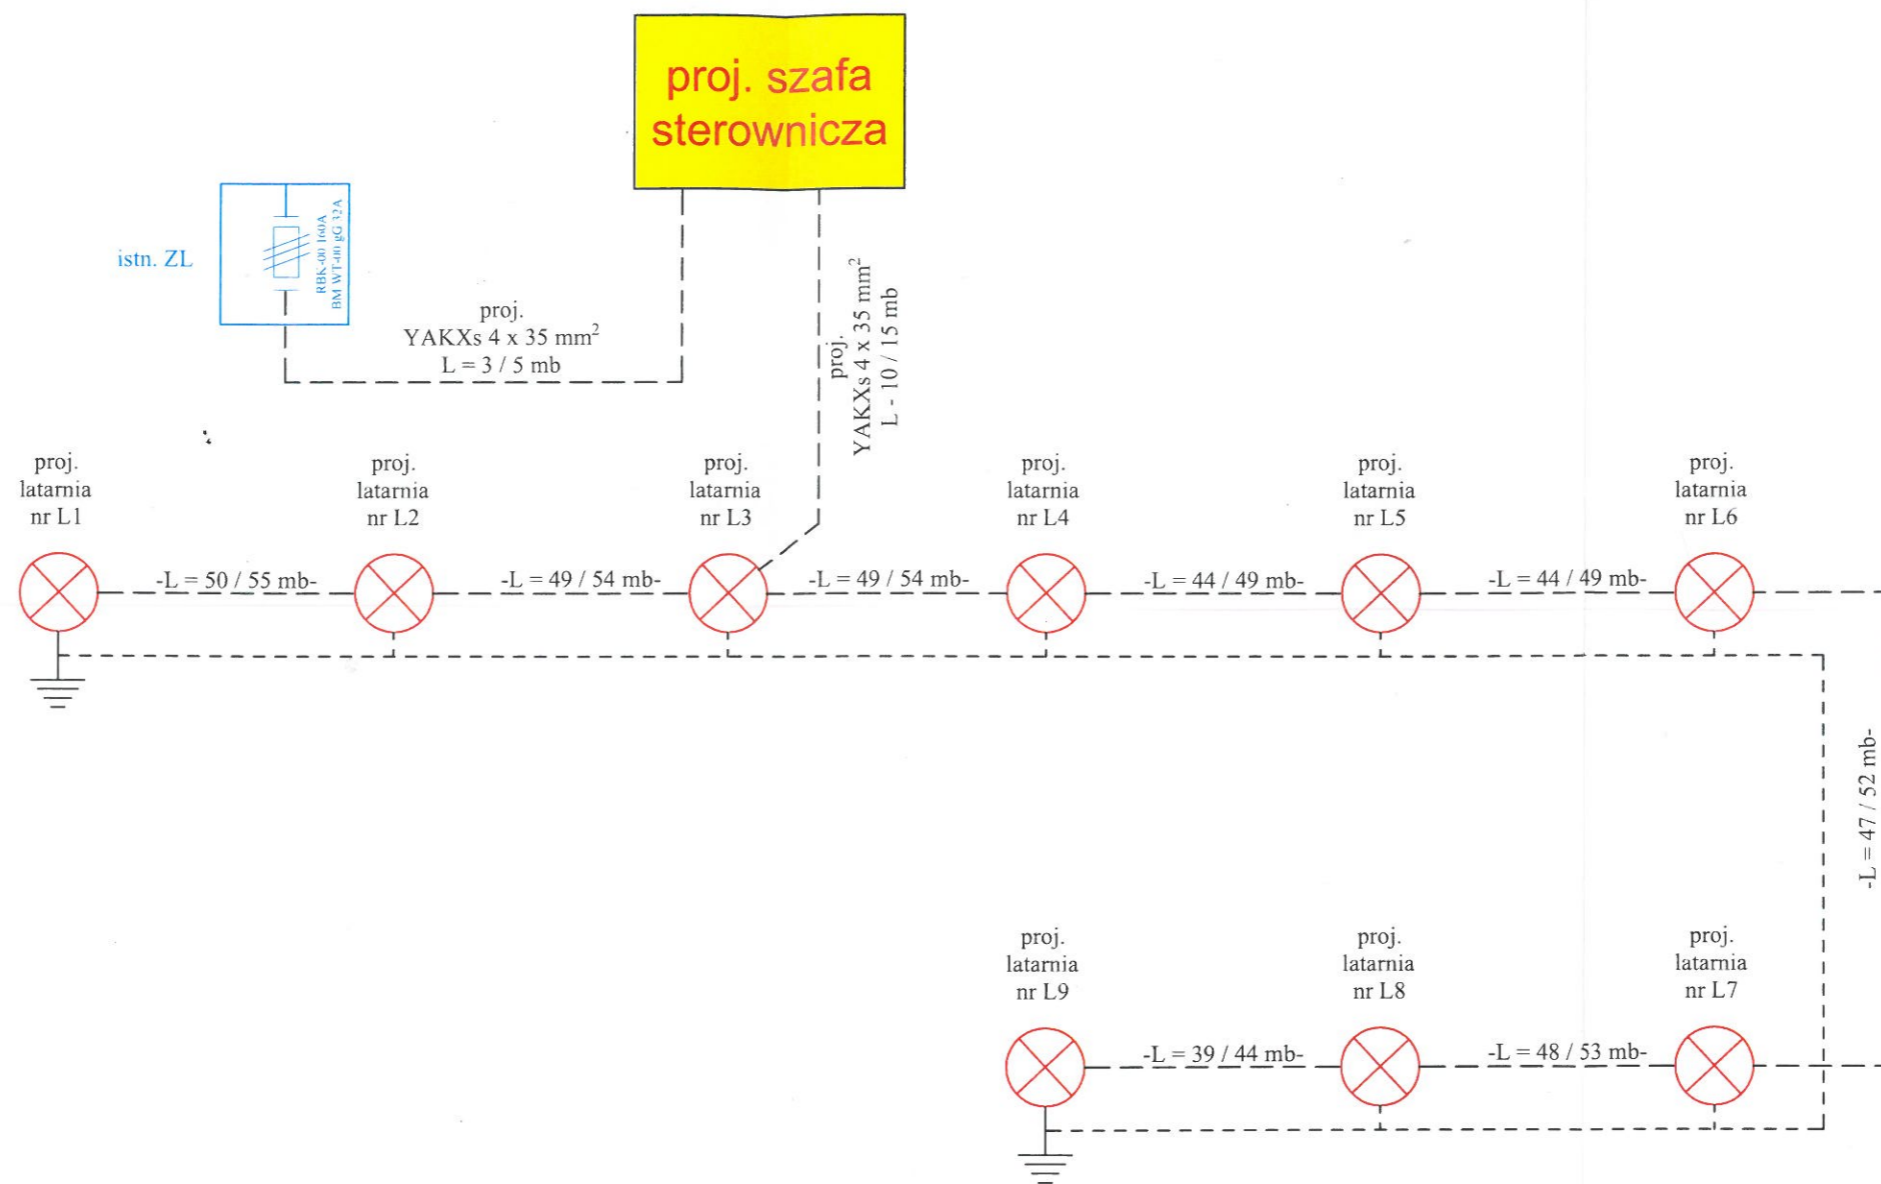 proj. szafa
sterownicza
istn. ZL
RBK-00 160A
BM WT-00 gG 32A
proj.
YAKXs 4 x 35 mm²
L = 3 / 5 mb
proj.
YAKXs 4 x 35 mm²
L - 10 / 15 mb
proj.
latarnia
nr L1
proj.
latarnia
nr L2
proj.
latarnia
nr L3
proj.
latarnia
nr L4
proj.
latarnia
nr L5
proj.
latarnia
nr L6
-L = 50 / 55 mb-
-L = 49 / 54 mb-
-L = 49 / 54 mb-
-L = 44 / 49 mb-
-L = 44 / 49 mb-
-L = 47 / 52 mb-
proj.
latarnia
nr L9
proj.
latarnia
nr L8
proj.
latarnia
nr L7
-L = 39 / 44 mb-
-L = 48 / 53 mb-